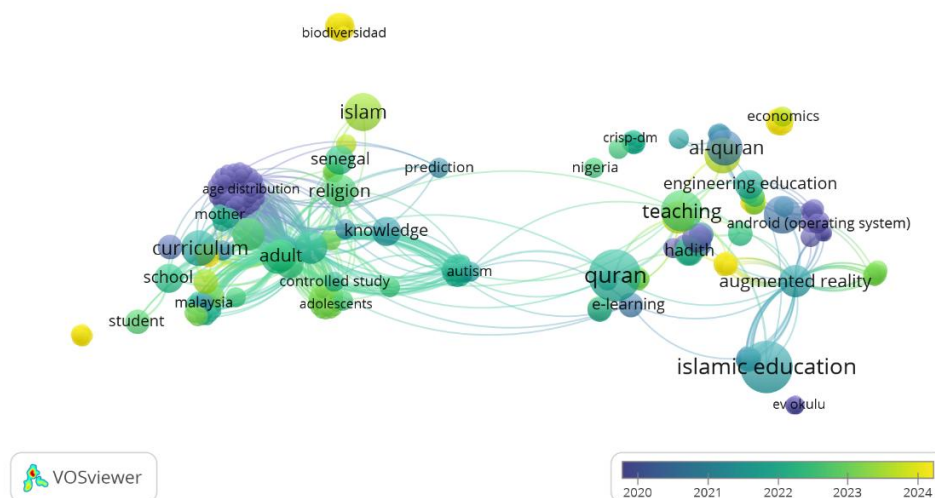 biodiversidad
islam
economics
crisp-dm
al-quran
senegal
nigeria
prediction
age distribution
religion
engineering education
mother
teaching
android (operating system)
knowledge
curriculum
hadith
adult
school
controlled study
autism
quran
augmented reality
malaysia
adolescents
e-learning
student
islamic education
ev okulu
VOSviewer
2020 2021 2022 2023 2024